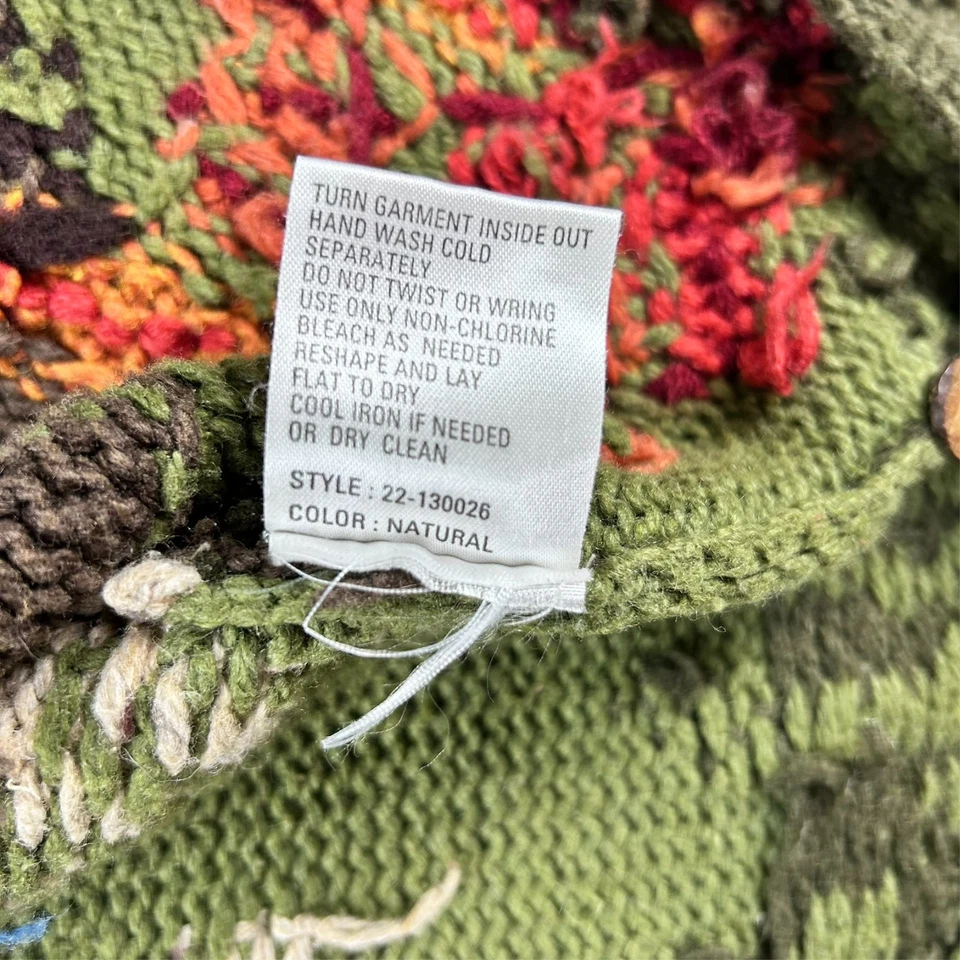 TURN GARMENT INSIDE OUT
HAND WASH COLD
SEPARATELY
DO NOT TWIST OR WRING
USE ONLY NON-CHLORINE
BLEACH AS NEEDED
RESHAPE AND LAY
FLAT TO DRY
COOL IRON IF NEEDED
OR DRY CLEAN
STYLE : 22-130026
COLOR : NATURAL